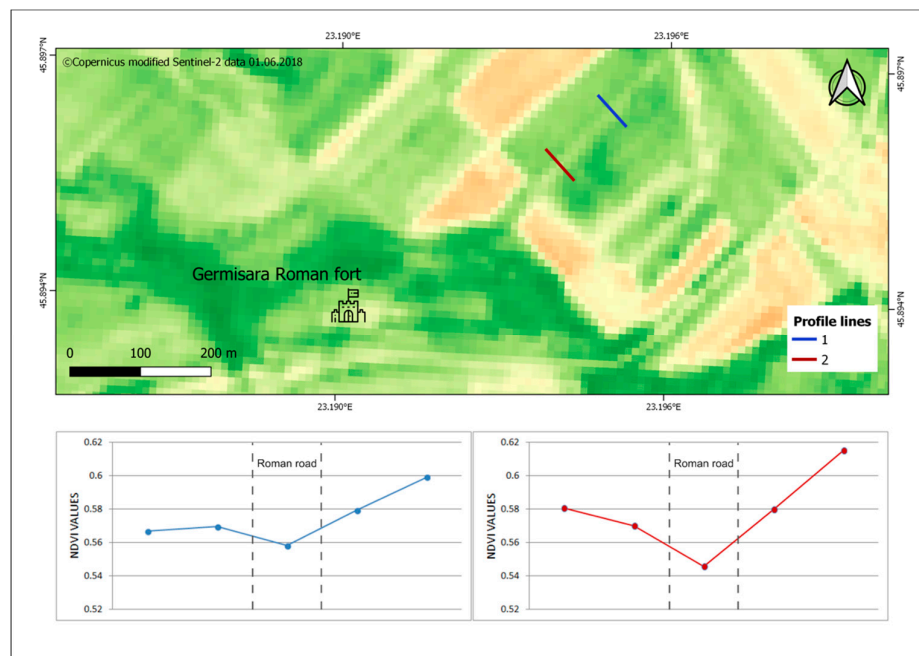 23.190°E 23.196°E
45.897°N
45.897°N
©Copernicus modified Sentinel-2 data 01.06.2018
Germisara Roman fort
45.894°N
45.894°N
0 100 200 m
Profile lines
1
2
23.190°E 23.196°E
NDVI VALUES
0.62
0.6
0.58
0.56
0.54
0.52
Roman road
NDVI VALUES
0.62
0.6
0.58
0.56
0.54
0.52
Roman road